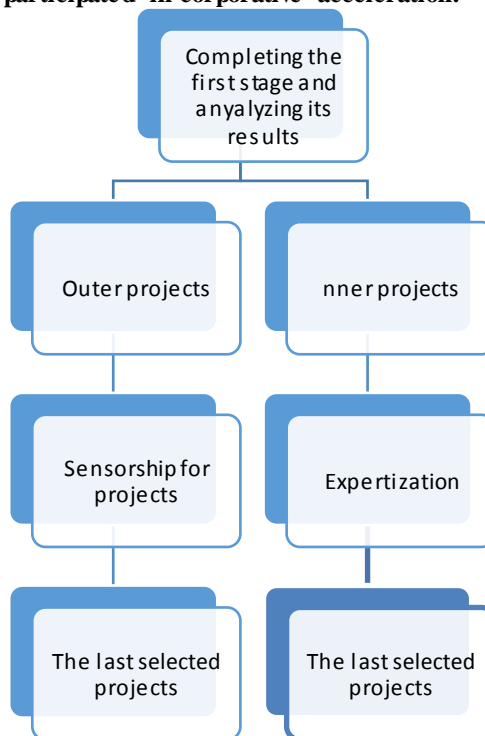 participated in corporative acceleration.
Completing the
first stage and
anyalyzing its
results
Outer projects
nner projects
Sensorship for
projects
Expertization
The last selected
projects
The last selected
projects